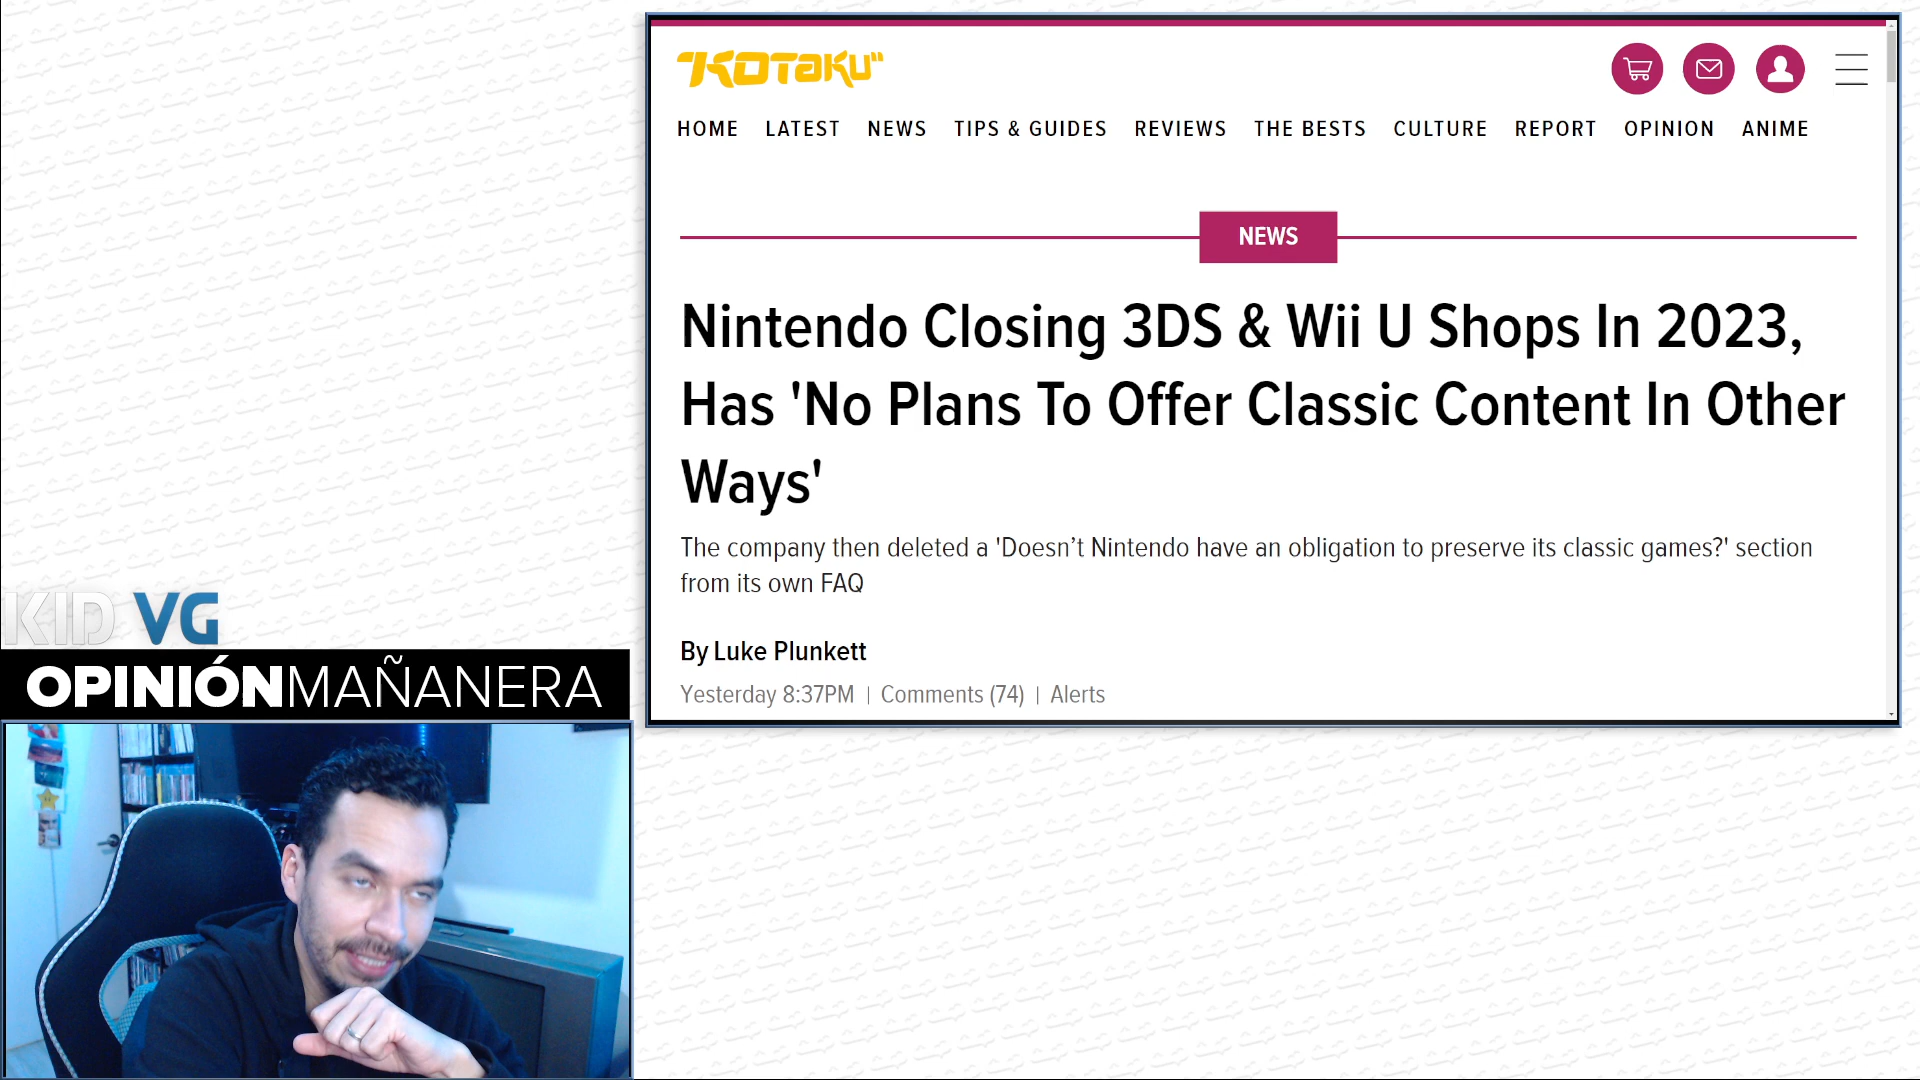 KOTAKU
HOME LATEST NEWS TIPS & GUIDES REVIEWS THE BESTS CULTURE REPORT OPINION ANIME
NEWS
Nintendo Closing 3DS & Wii U Shops In 2023,
Has 'No Plans To Offer Classic Content In Other
Ways'
The company then deleted a 'Doesn’t Nintendo have an obligation to preserve its classic games?' section
from its own FAQ
By Luke Plunkett
Yesterday 8:37PM | Comments (74) | Alerts
KID VG
OPINIÓNMAÑANERA